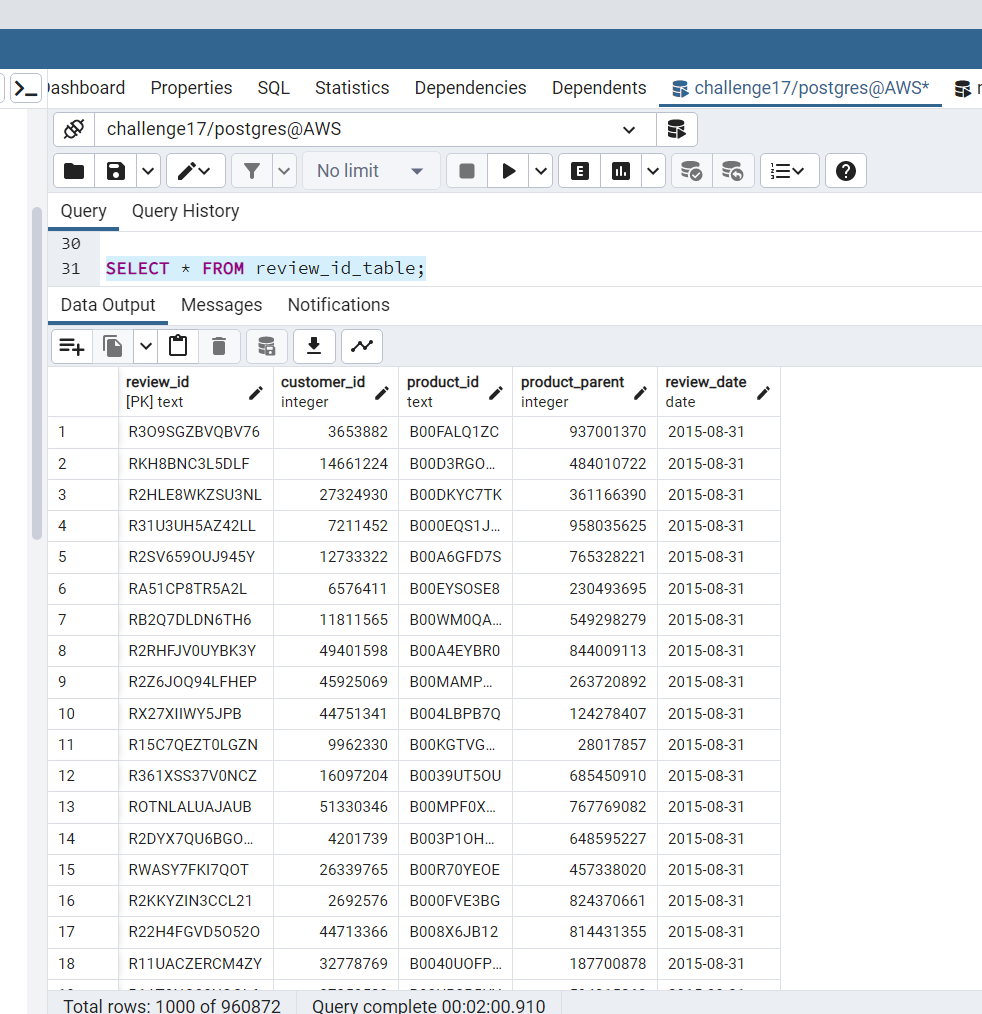 Dashboard Properties SQL Statistics Dependencies Dependents challenge17/postgres@AWS*
challenge17/postgres@AWS
No limit E
Query Query History
30
31 SELECT * FROM review_id_table;
Data Output Messages Notifications
review_id customer_id product_id product_parent review_date
[PK] text integer text integer date
1 R3O9SGZBVQBV76 3653882 B00FALQ1ZC 937001370 2015-08-31
2 RKH8BNC3L5DLF 14661224 B00D3RGO... 484010722 2015-08-31
3 R2HLE8WKZSU3NL 27324930 B00DKYC7TK 361166390 2015-08-31
4 R31U3UH5AZ42LL 7211452 B000EQS1J... 958035625 2015-08-31
5 R2SV659OUJ945Y 12733322 B00A6GFD7S 765328221 2015-08-31
6 RA51CP8TR5A2L 6576411 B00EYSOSE8 230493695 2015-08-31
7 RB2Q7DLDN6TH6 11811565 B00WM0QA... 549298279 2015-08-31
8 R2RHFJV0UYBK3Y 49401598 B00A4EYBR0 844009113 2015-08-31
9 R2Z6JOQ94LFHEP 45925069 B00MAMP... 263720892 2015-08-31
10 RX27XIIWY5JPB 44751341 B004LBPB7Q 124278407 2015-08-31
11 R15C7QEZT0LGZN 9962330 B00KGTVG... 28017857 2015-08-31
12 R361XSS37V0NCZ 16097204 B0039UT5OU 685450910 2015-08-31
13 ROTNLALUAJAUB 51330346 B00MPF0X... 767769082 2015-08-31
14 R2DYX7QU6BGO... 4201739 B003P1OH... 648595227 2015-08-31
15 RWASY7FKI7QOT 26339765 B00R70YEOE 457338020 2015-08-31
16 R2KKYZIN3CCL21 2692576 B000FVE3BG 824370661 2015-08-31
17 R22H4FGVD5O52O 44713366 B008X6JB12 814431355 2015-08-31
18 R11UACZERCM4ZY 32778769 B0040UOFP... 187700878 2015-08-31
Total rows: 1000 of 960872 Query complete 00:02:00.910